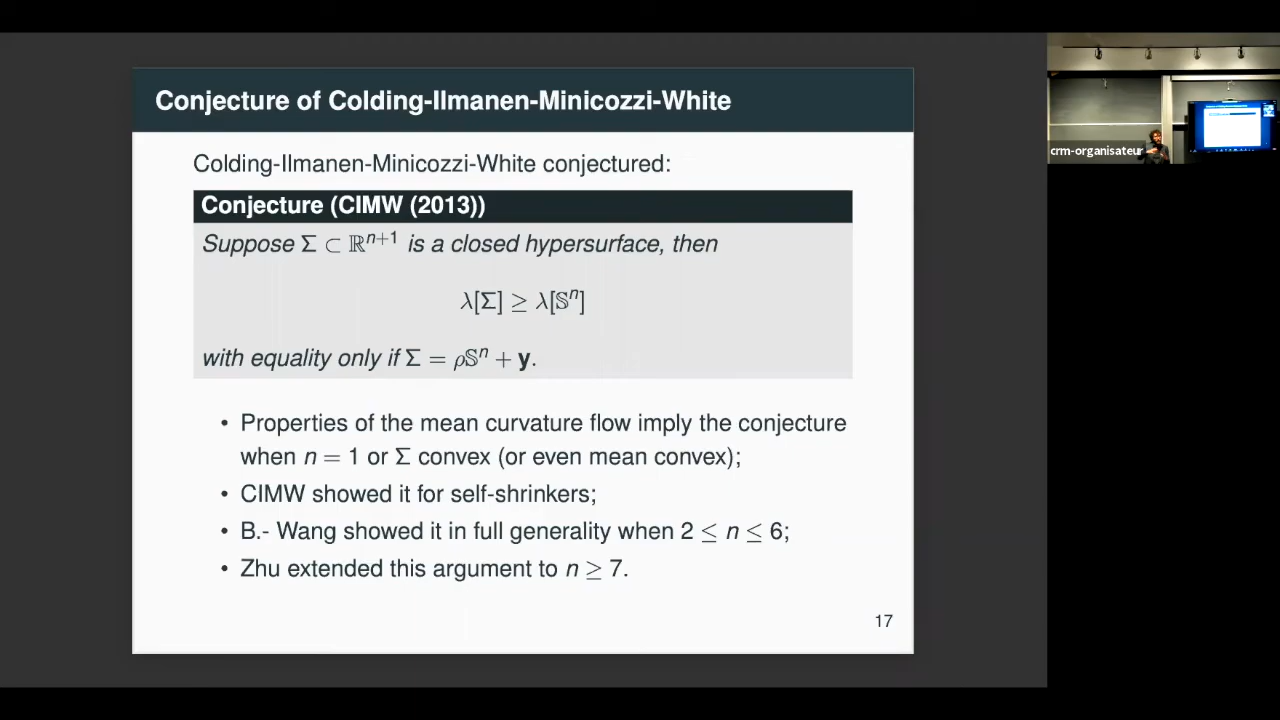 Conjecture of Colding-Ilmanen-Minicozzi-White
Colding-Ilmanen-Minicozzi-White conjectured:
Conjecture (CIMW (2013))
Suppose Σ ⊂ ℝⁿ⁺¹ is a closed hypersurface, then
λ[Σ] ≥ λ[𝕊ⁿ]
with equality only if Σ = ρ𝕊ⁿ + y.
• Properties of the mean curvature flow imply the conjecture
when n = 1 or Σ convex (or even mean convex);
• CIMW showed it for self-shrinkers;
• B.- Wang showed it in full generality when 2 ≤ n ≤ 6;
• Zhu extended this argument to n ≥ 7.
17
crm-organisateur